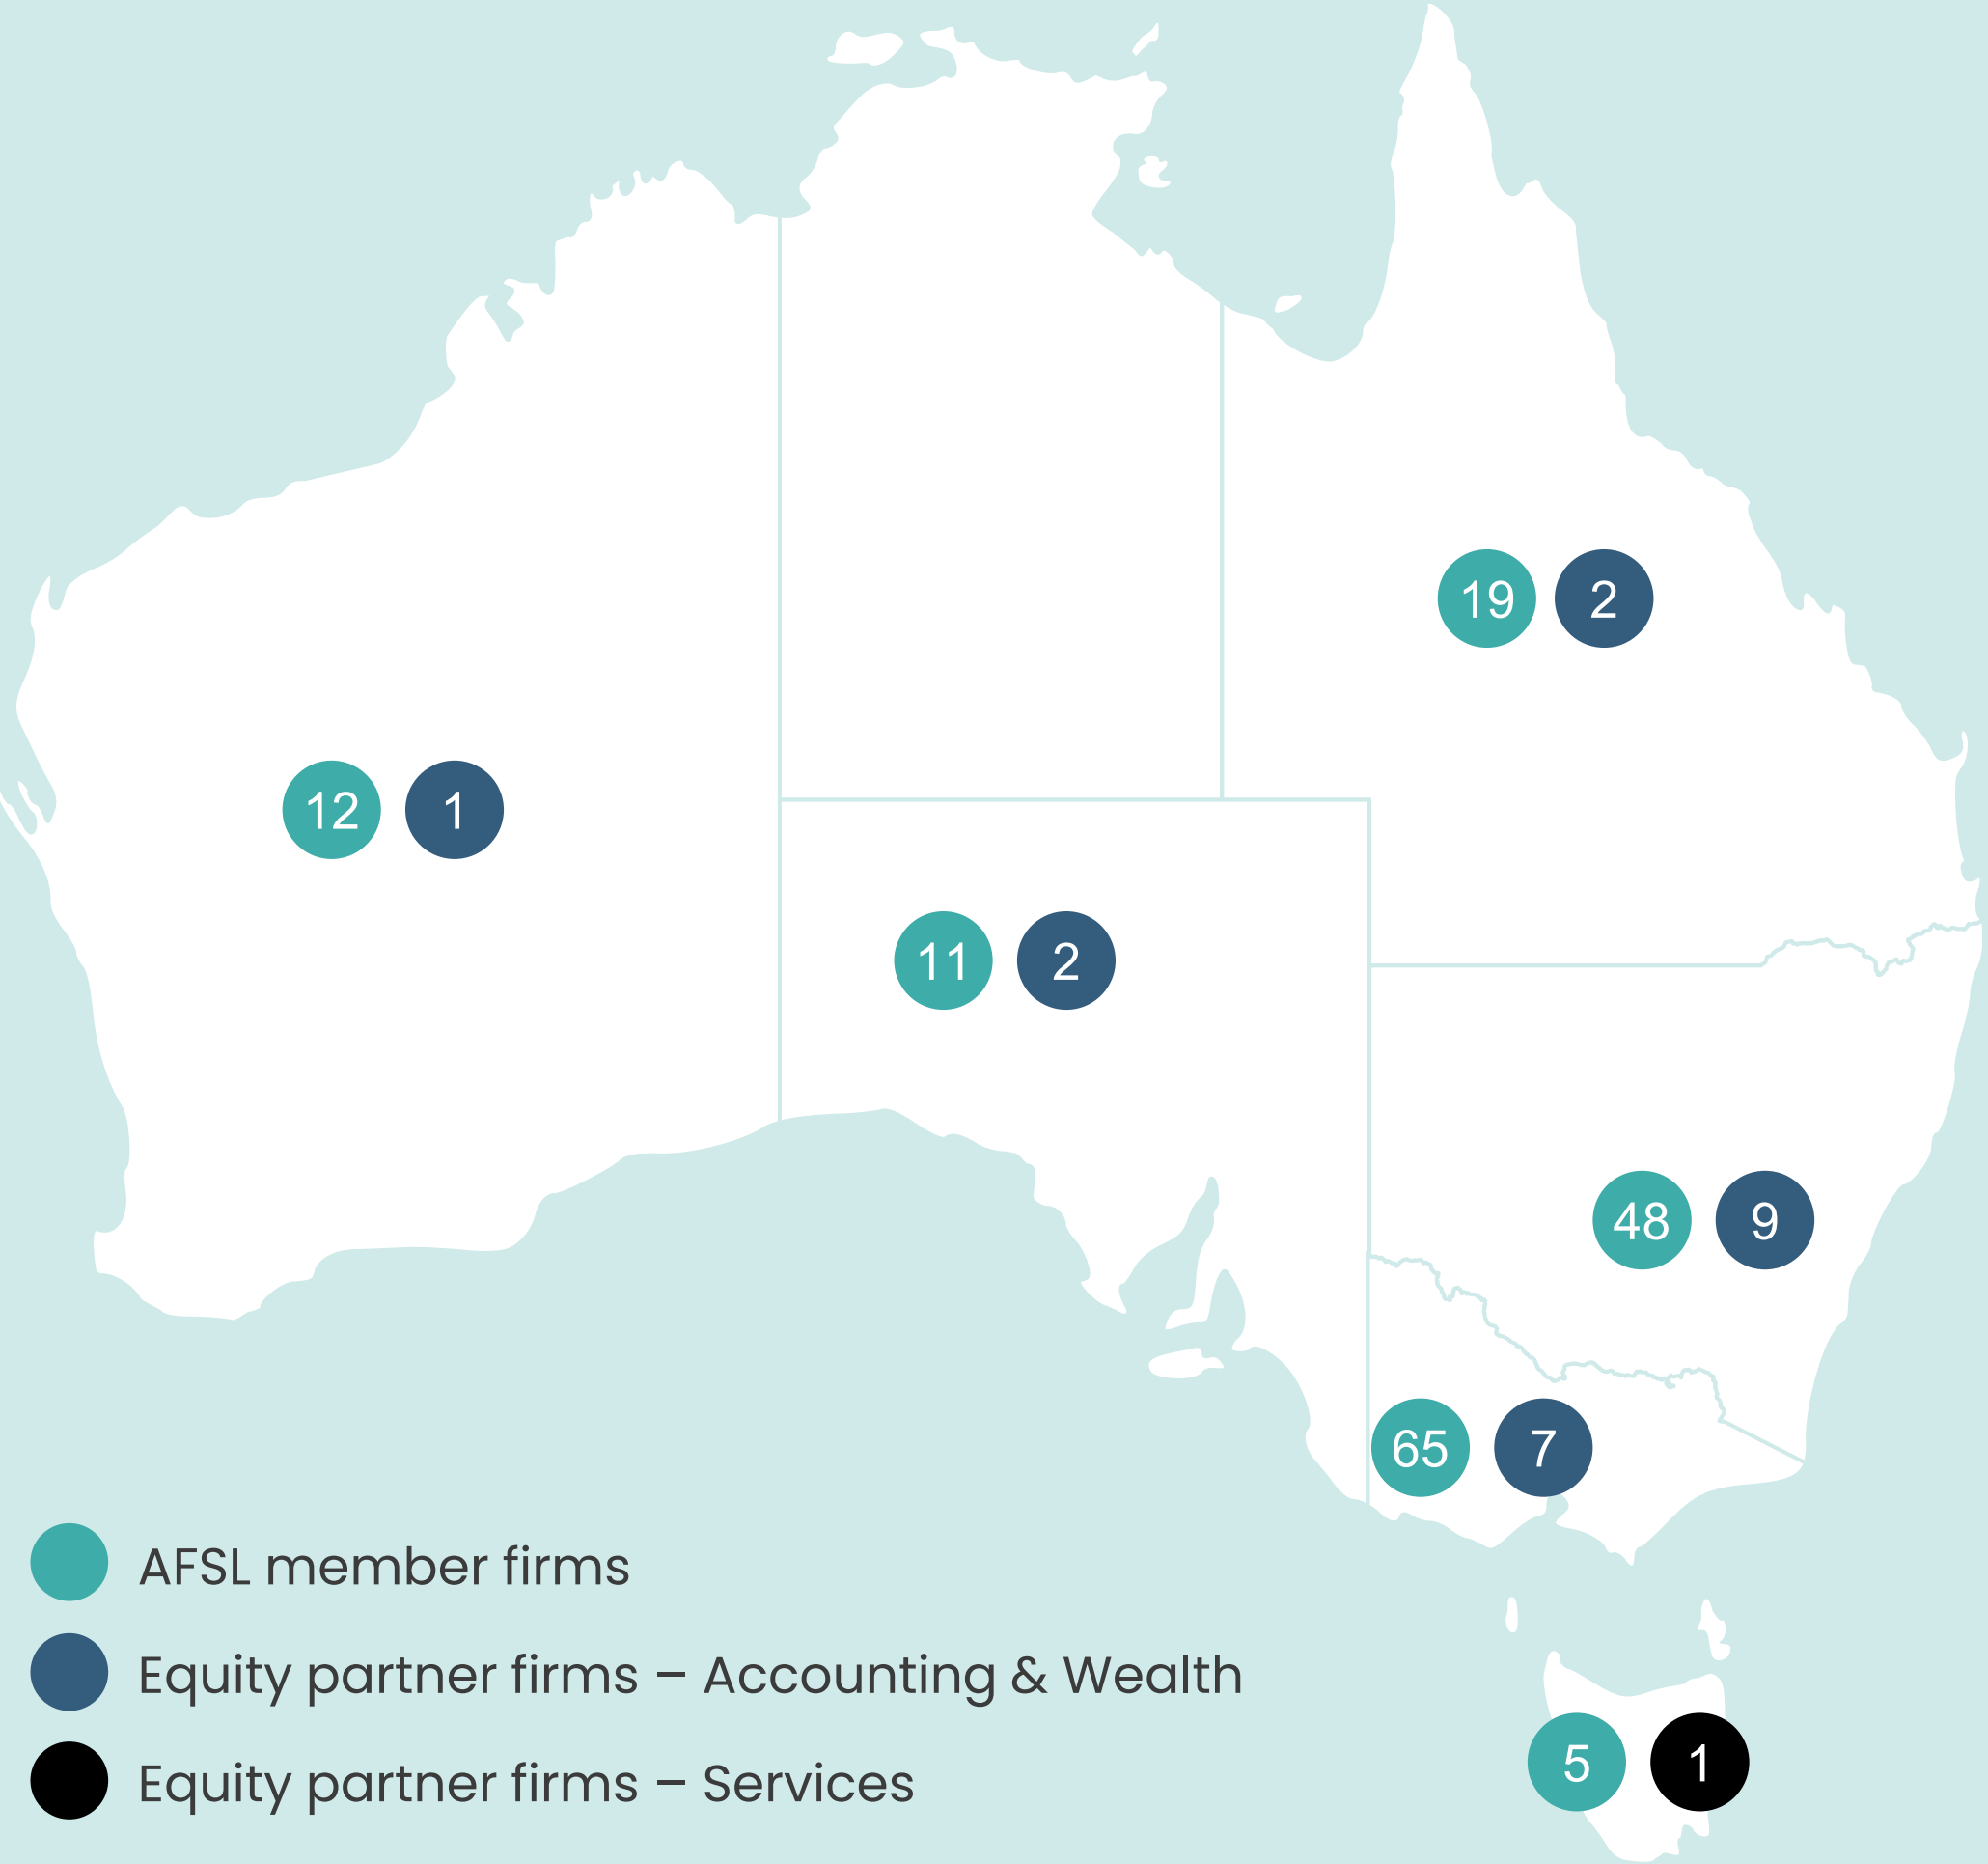 19 2
12 1
11 2
48 9
65 7
AFSL member firms
Equity partner firms – Accounting & Wealth
5 1
Equity partner firms – Services